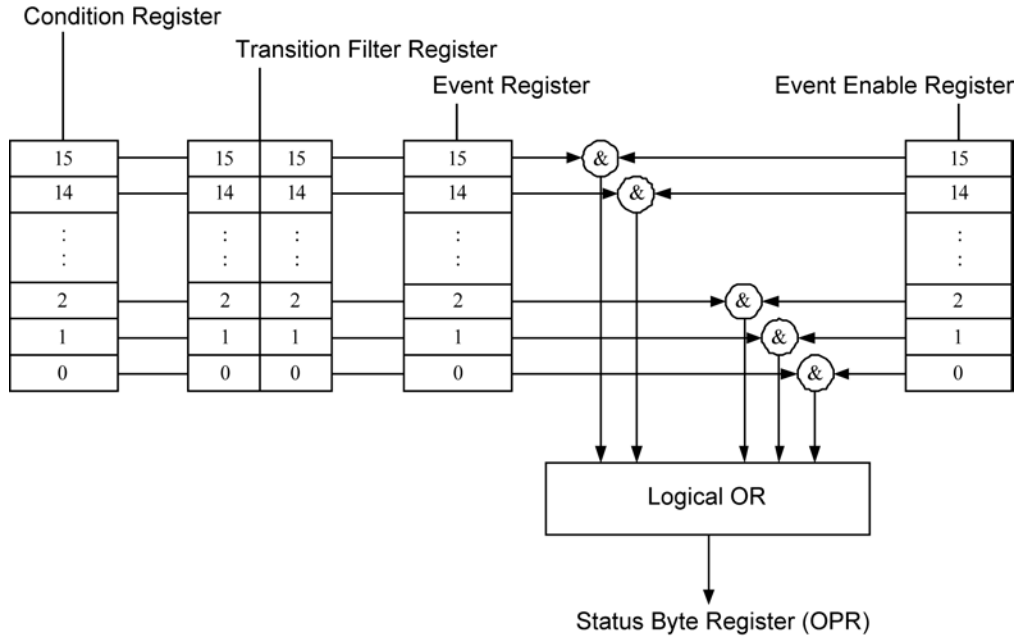 Condition Register
Transition Filter Register
Event Register
Event Enable Register
15 15 15 15 & 15
14 14 14 14 & 14
: : : : :
: : : : :
2 2 2 2 & 2
1 1 1 1 & 1
0 0 0 0 & 0
Logical OR
Status Byte Register (OPR)